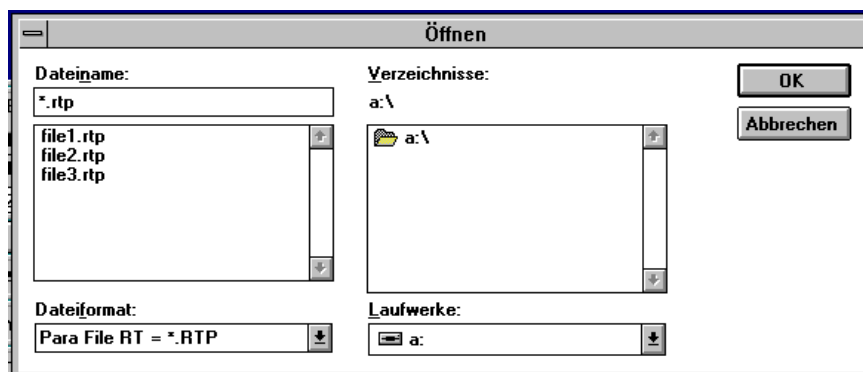 Öffnen
Dateiname:
*.rtp
file1.rtp
file2.rtp
file3.rtp
Dateiformat:
Para File RT = *.RTP
Verzeichnisse:
a:\
a:\
Laufwerke:
a:
OK
Abbrechen